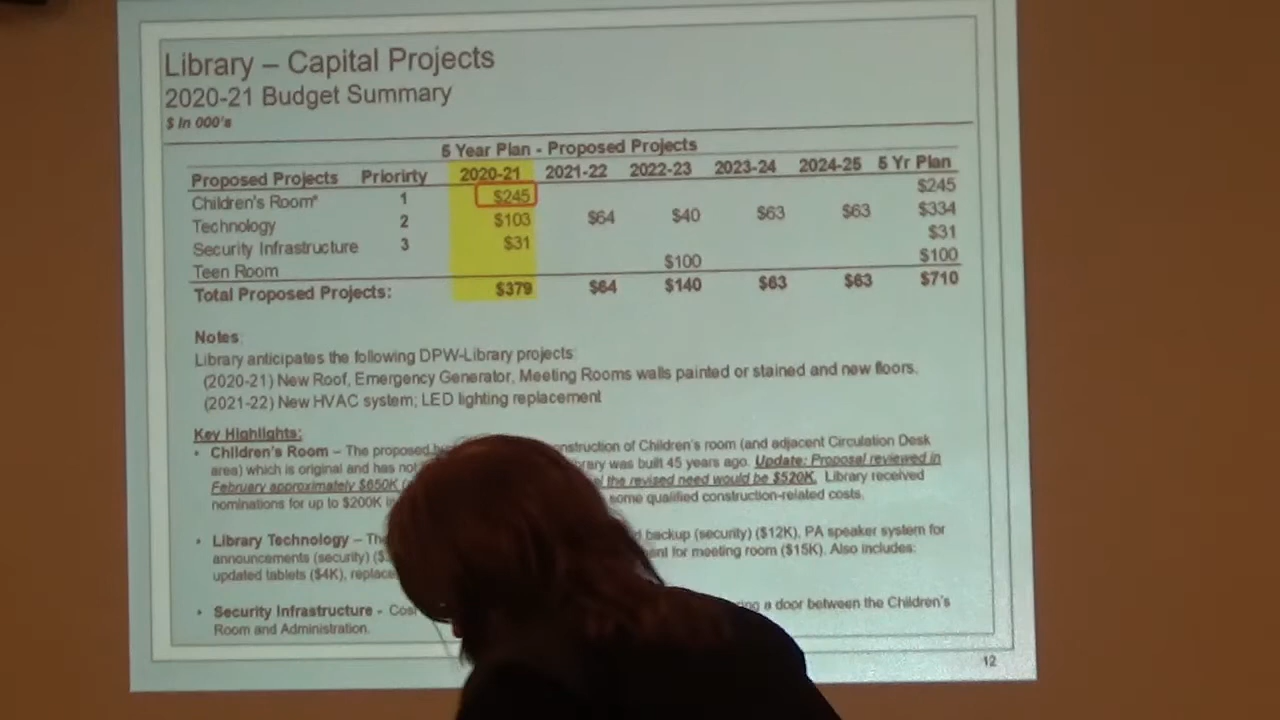 Library – Capital Projects
2020-21 Budget Summary
$ In 000's
5 Year Plan - Proposed Projects
Proposed Projects Priorirty 2020-21 2021-22 2022-23 2023-24 2024-25 5 Yr Plan
Children's Room* 1 $245 $245
Technology 2 $103 $64 $40 $63 $63 $334
Security Infrastructure 3 $31 $31
Teen Room $100 $100
Total Proposed Projects: $379 $64 $140 $63 $63 $710
Notes:
Library anticipates the following DPW-Library projects
(2020-21) New Roof, Emergency Generator, Meeting Rooms walls painted or stained and new floors.
(2021-22) New HVAC system; LED lighting replacement
Key Highlights:
• Children's Room – The proposed construction of Children's room (and adjacent Circulation Desk
area) which is original and has not library was built 45 years ago. Update: Proposal reviewed in
February approximately $650K the revised need would be $520K. Library received
nominations for up to $200K some qualified construction-related costs.
• Library Technology – backup (security) ($12K), PA speaker system for
announcements (security) for meeting room ($15K). Also includes:
updated tablets ($4K),
• Security Infrastructure - a door between the Children's
Room and Administration.
12